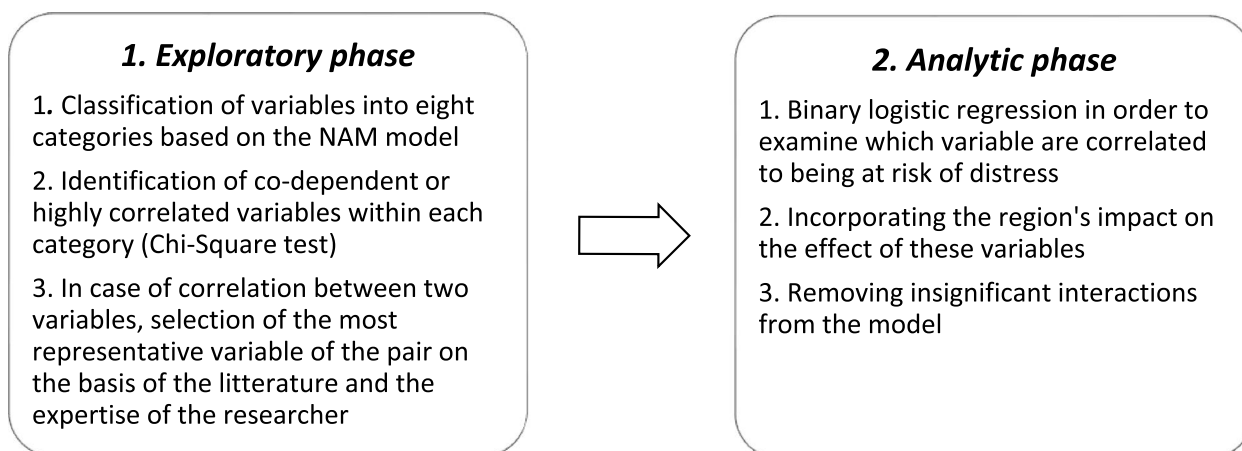 1. Exploratory phase
1. Classification of variables into eight
categories based on the NAM model
2. Identification of co-dependent or
highly correlated variables within each
category (Chi-Square test)
3. In case of correlation between two
variables, selection of the most
representative variable of the pair on
the basis of the litterature and the
expertise of the researcher
2. Analytic phase
1. Binary logistic regression in order to
examine which variable are correlated
to being at risk of distress
2. Incorporating the region's impact on
the effect of these variables
3. Removing insignificant interactions
from the model